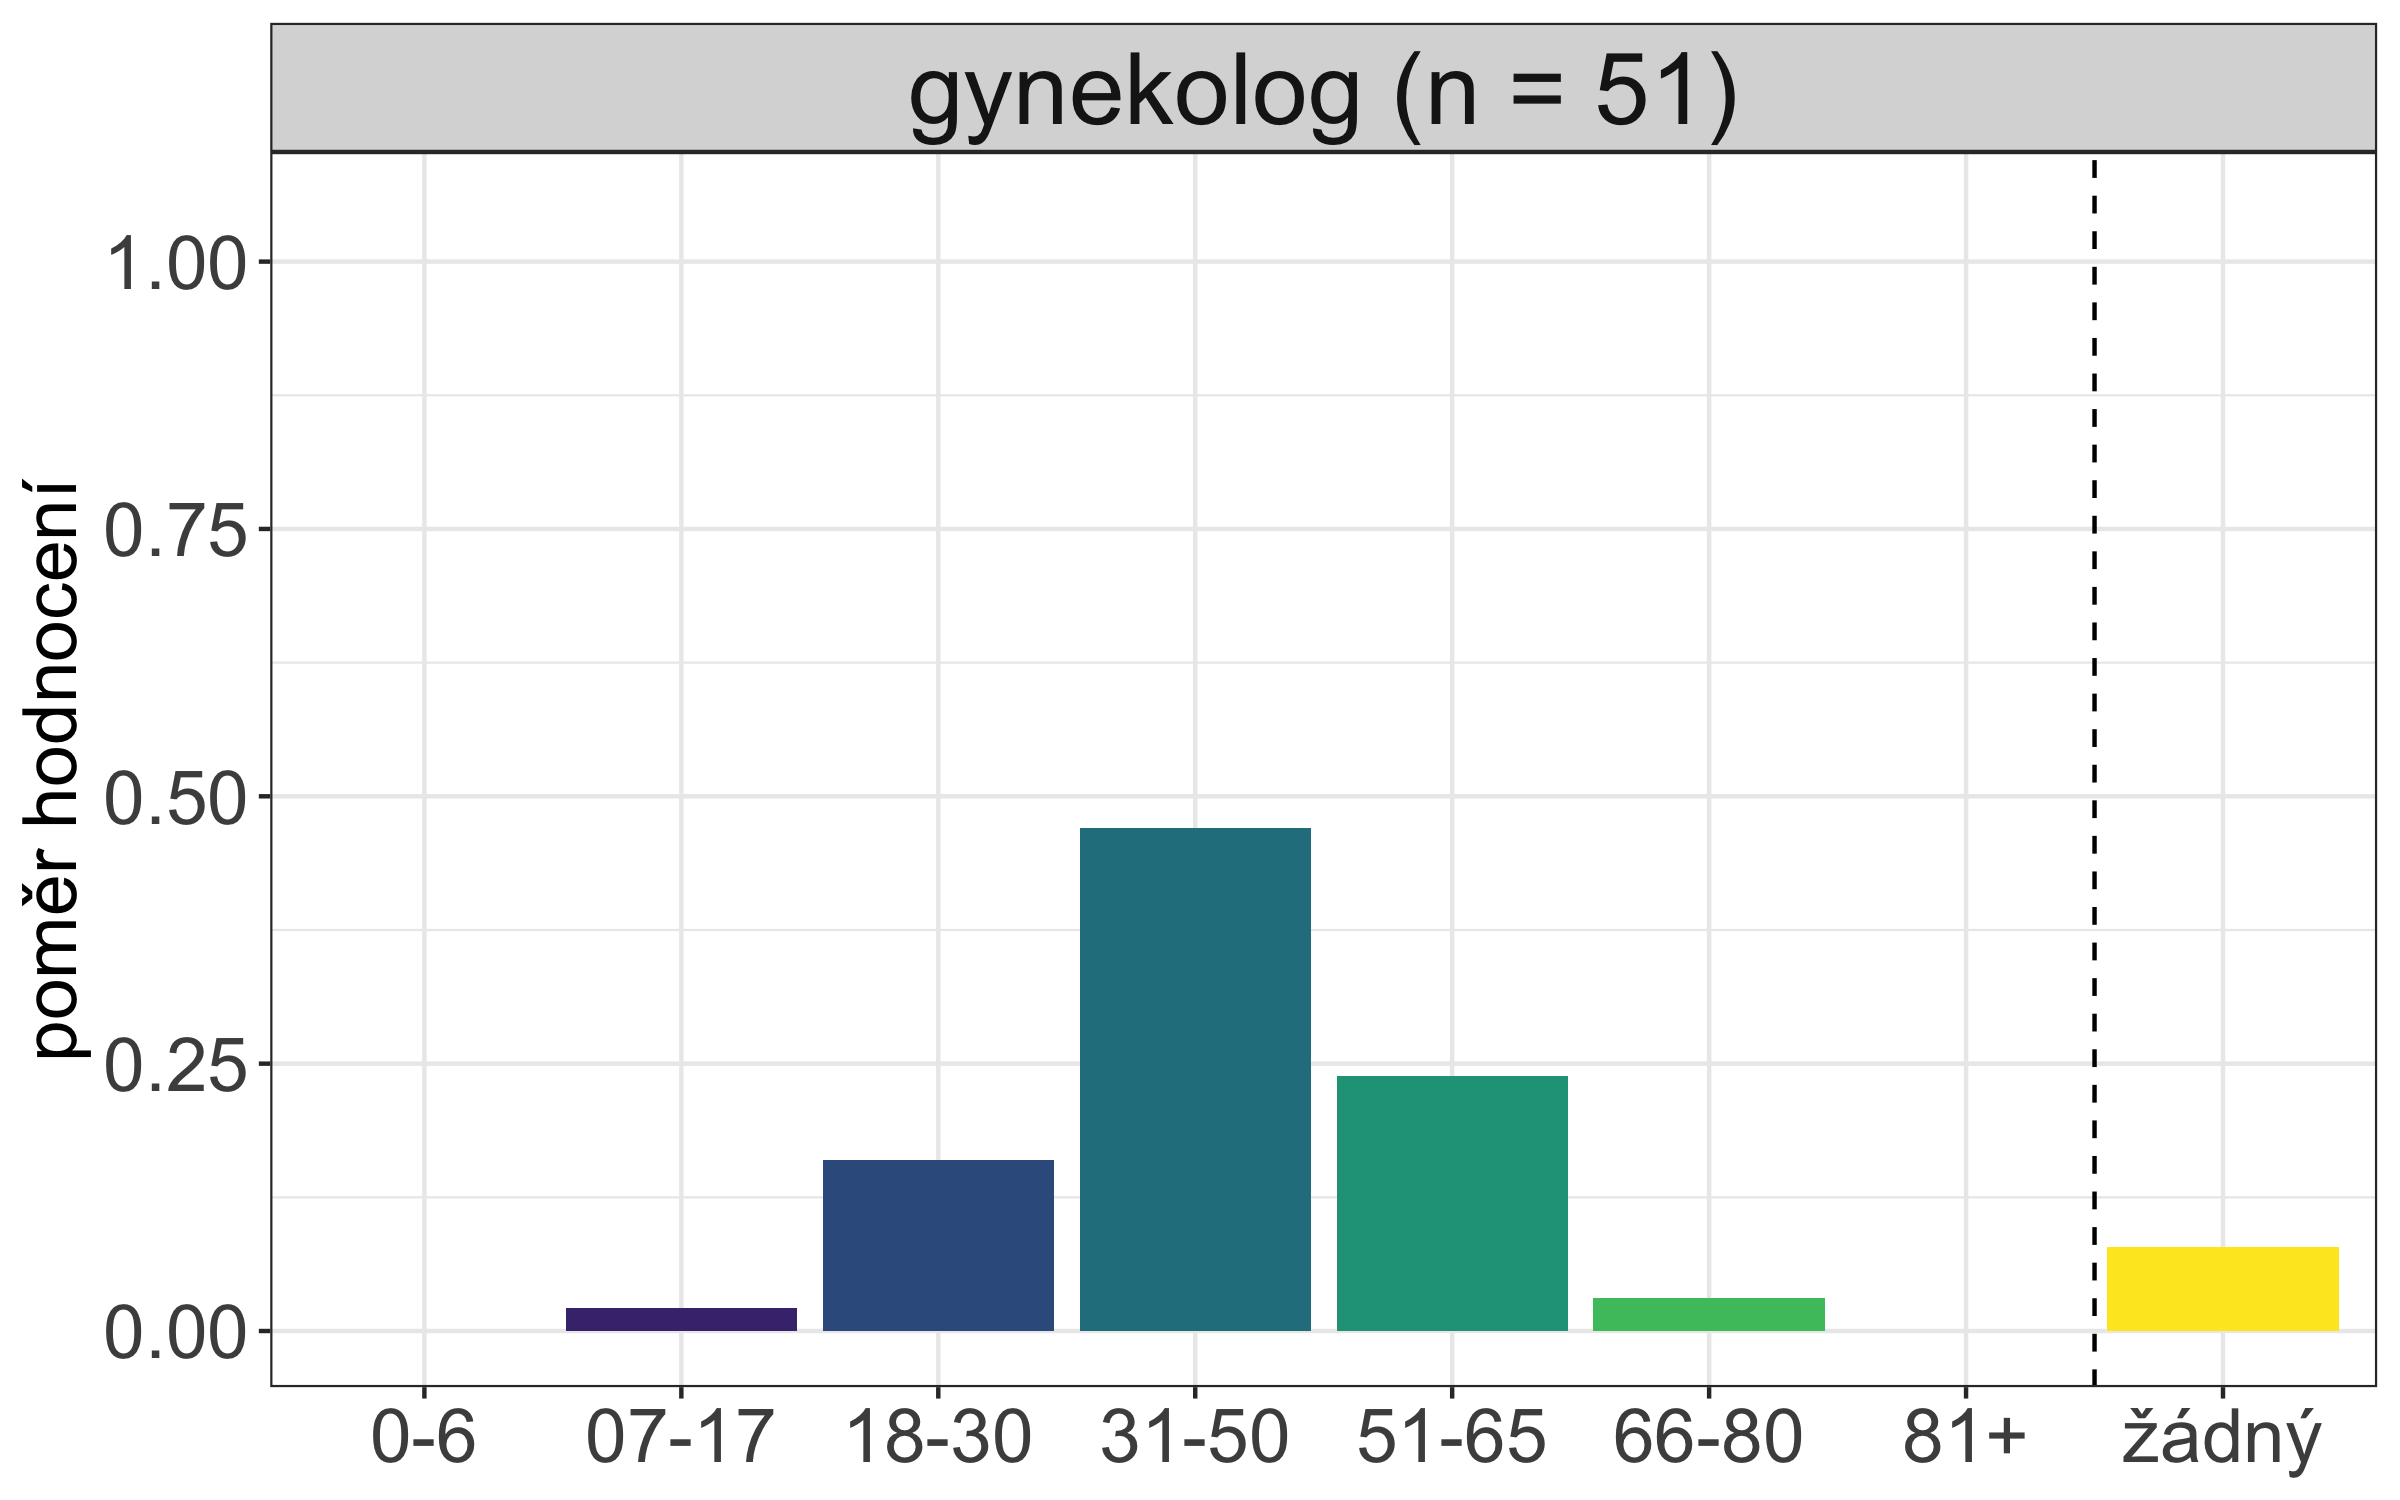 gynekolog (n = 51)
poměr hodnocení
1.00
0.75
0.50
0.25
0.00
0-6 07-17 18-30 31-50 51-65 66-80 81+ žádný